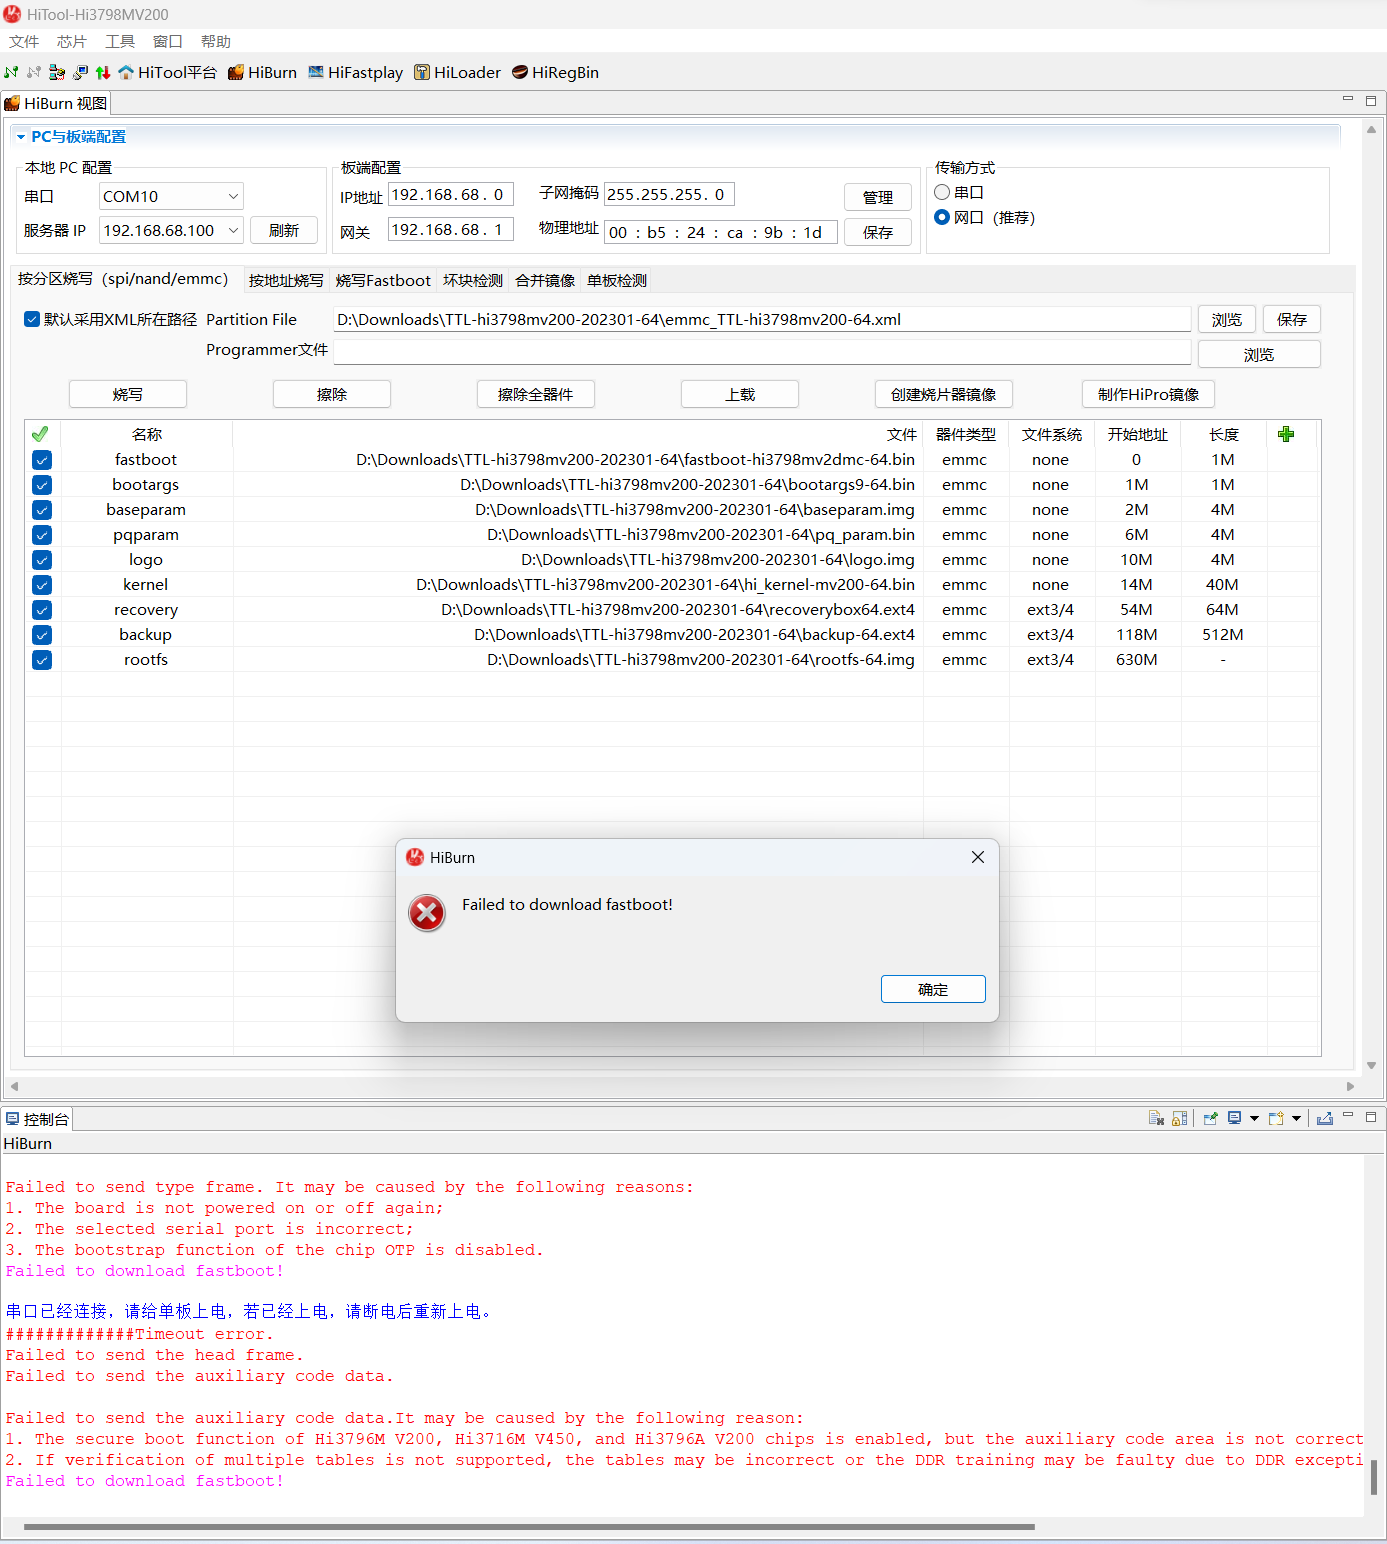 HiTool-Hi3798MV200
文件 芯片 工具 窗口 帮助
HiTool平台 HiBurn HiFastplay HiLoader HiRegBin
HiBurn 视图
PC与板端配置
本地 PC 配置 板端配置 传输方式
串口 COM10 IP地址 192.168.68. 0 子网掩码 255.255.255. 0 管理 串口
服务器 IP 192.168.68.100 刷新 网关 192.168.68. 1 物理地址 00 : b5 : 24 : ca : 9b : 1d 保存 网口（推荐）
按分区烧写（spi/nand/emmc） 按地址烧写 烧写Fastboot 坏块检测 合并镜像 单板检测
默认采用XML所在路径 Partition File D:\Downloads\TTL-hi3798mv200-202301-64\emmc_TTL-hi3798mv200-64.xml 浏览 保存
Programmer文件 浏览
烧写 擦除 擦除全器件 上载 创建烧片器镜像 制作HiPro镜像
名称 文件 器件类型 文件系统 开始地址 长度
fastboot D:\Downloads\TTL-hi3798mv200-202301-64\fastboot-hi3798mv2dmc-64.bin emmc none 0 1M
bootargs D:\Downloads\TTL-hi3798mv200-202301-64\bootargs9-64.bin emmc none 1M 1M
baseparam D:\Downloads\TTL-hi3798mv200-202301-64\baseparam.img emmc none 2M 4M
pqparam D:\Downloads\TTL-hi3798mv200-202301-64\pq_param.bin emmc none 6M 4M
logo D:\Downloads\TTL-hi3798mv200-202301-64\logo.img emmc none 10M 4M
kernel D:\Downloads\TTL-hi3798mv200-202301-64\hi_kernel-mv200-64.bin emmc none 14M 40M
recovery D:\Downloads\TTL-hi3798mv200-202301-64\recoverybox64.ext4 emmc ext3/4 54M 64M
backup D:\Downloads\TTL-hi3798mv200-202301-64\backup-64.ext4 emmc ext3/4 118M 512M
rootfs D:\Downloads\TTL-hi3798mv200-202301-64\rootfs-64.img emmc ext3/4 630M -
HiBurn
Failed to download fastboot!
确定
控制台
HiBurn
Failed to send type frame. It may be caused by the following reasons:
1. The board is not powered on or off again;
2. The selected serial port is incorrect;
3. The bootstrap function of the chip OTP is disabled.
Failed to download fastboot!
串口已经连接，请给单板上电，若已经上电，请断电后重新上电。
#############Timeout error.
Failed to send the head frame.
Failed to send the auxiliary code data.
Failed to send the auxiliary code data.It may be caused by the following reason:
1. The secure boot function of Hi3796M V200, Hi3716M V450, and Hi3796A V200 chips is enabled, but the auxiliary code area is not correct
2. If verification of multiple tables is not supported, the tables may be incorrect or the DDR training may be faulty due to DDR excepti
Failed to download fastboot!